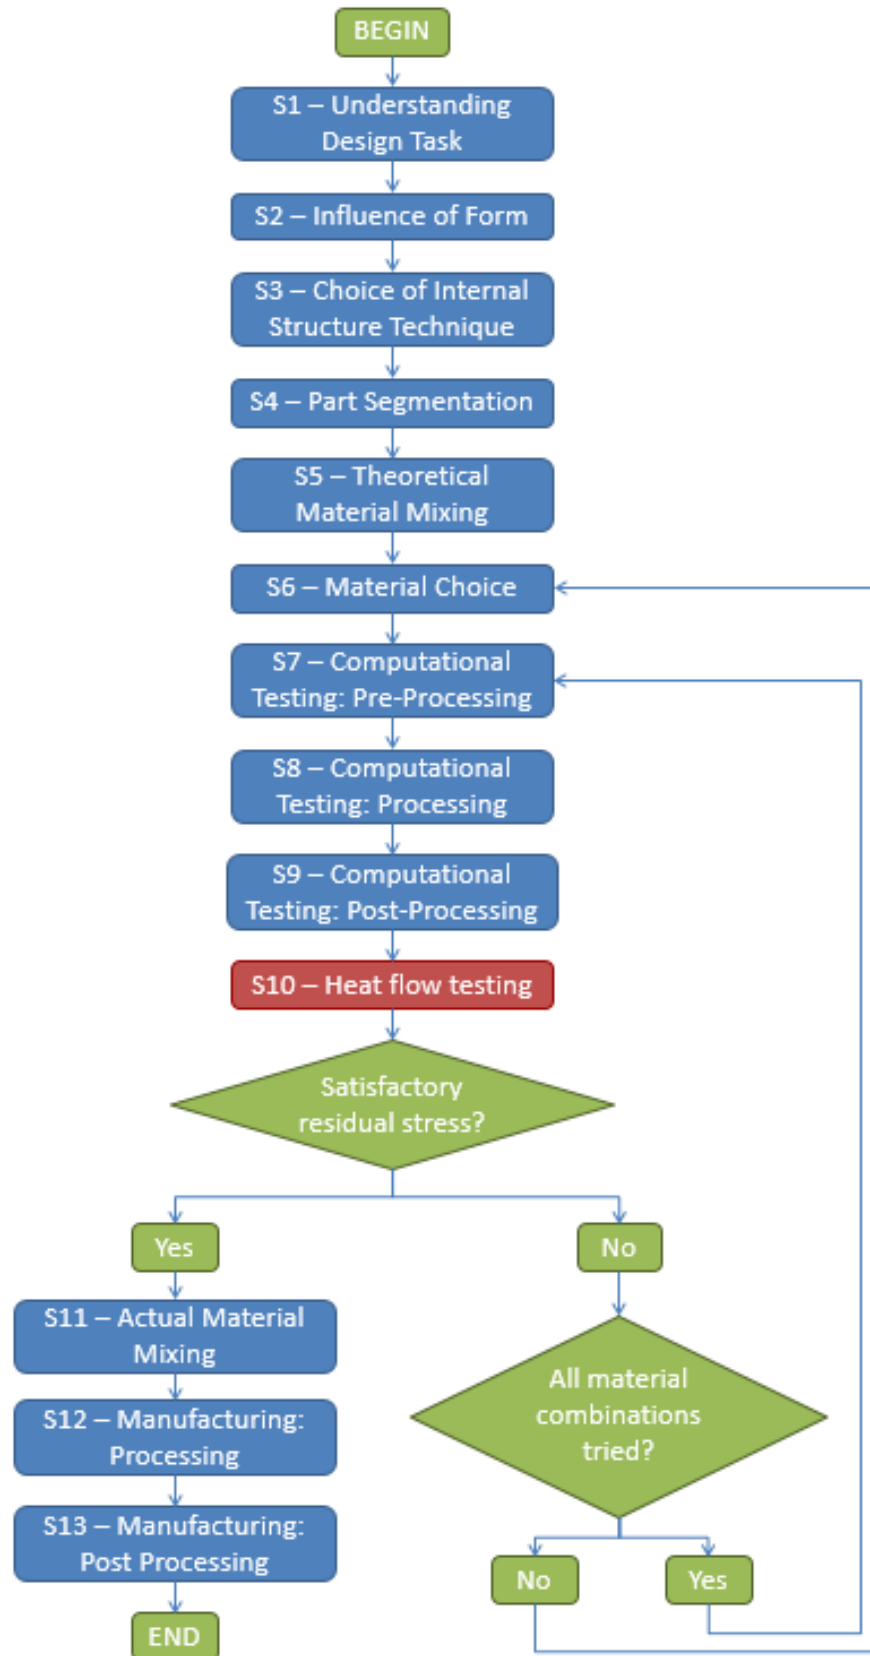 BEGIN
S1 – Understanding
Design Task
S2 – Influence of Form
S3 – Choice of Internal
Structure Technique
S4 – Part Segmentation
S5 – Theoretical
Material Mixing
S6 – Material Choice
S7 – Computational
Testing: Pre-Processing
S8 – Computational
Testing: Processing
S9 – Computational
Testing: Post-Processing
S10 – Heat flow testing
Satisfactory
residual stress?
Yes
No
S11 – Actual Material
Mixing
S12 – Manufacturing:
Processing
S13 – Manufacturing:
Post Processing
END
All material
combinations
tried?
No
Yes